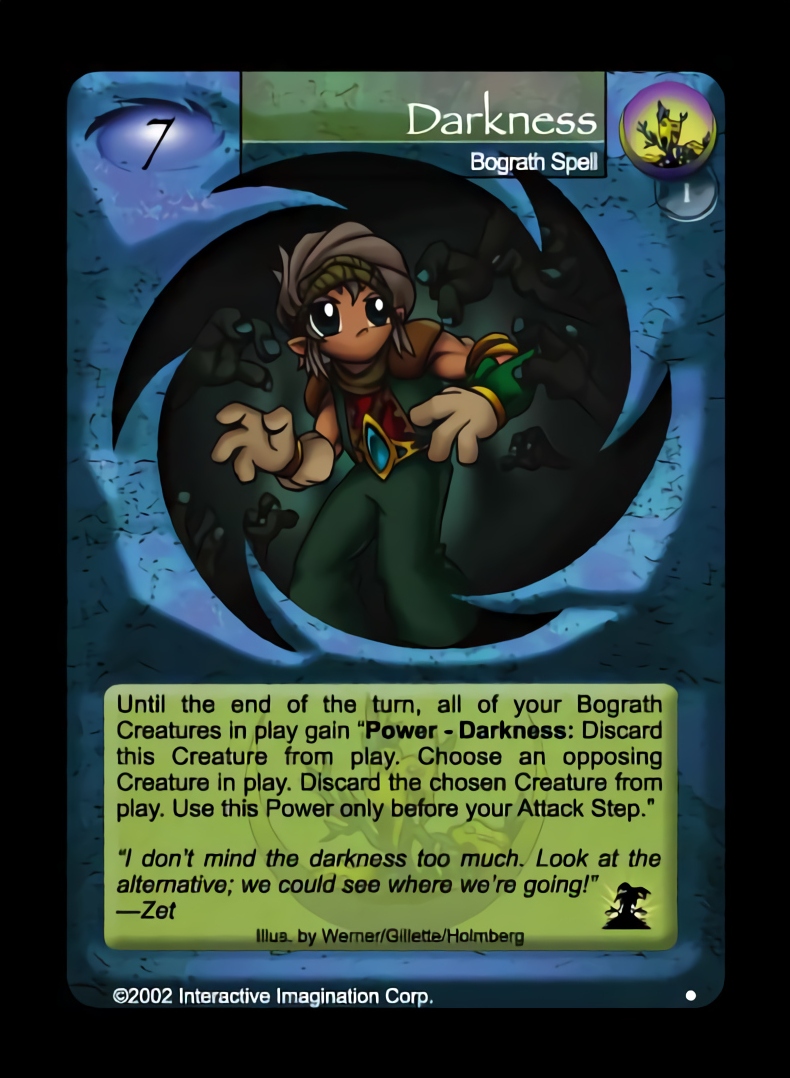 7
Darkness
Bograth Spell
1
Until the end of the turn, all of your Bograth
Creatures in play gain “Power - Darkness: Discard
this Creature from play. Choose an opposing
Creature in play. Discard the chosen Creature from
play. Use this Power only before your Attack Step.”
“I don’t mind the darkness too much. Look at the
alternative; we could see where we’re going!”
—Zet
Illus. by Werner/Gillette/Holmberg
©2002 Interactive Imagination Corp.